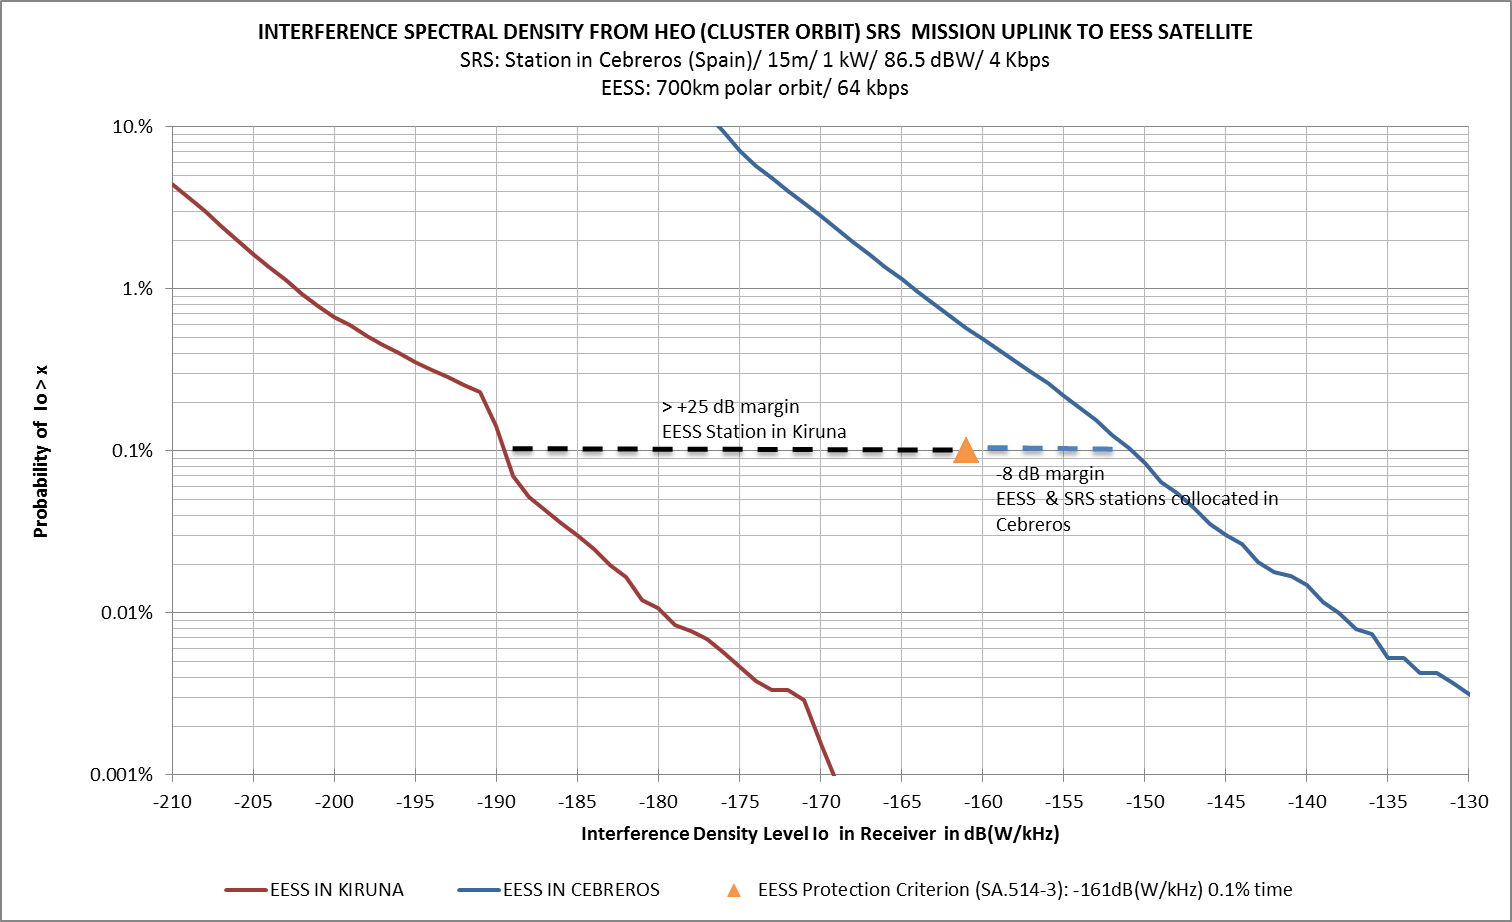 INTERFERENCE SPECTRAL DENSITY FROM HEO (CLUSTER ORBIT) SRS MISSION UPLINK TO EESS SATELLITE
SRS: Station in Cebreros (Spain)/ 15m/ 1 kW/ 86.5 dBW/ 4 Kbps
EESS: 700km polar orbit/ 64 kbps
10.%
1.%
0.1%
0.01%
0.001%
Probability of Io > x
> +25 dB margin
EESS Station in Kiruna
-8 dB margin
EESS & SRS stations collocated in
Cebreros
-210 -205 -200 -195 -190 -185 -180 -175 -170 -165 -160 -155 -150 -145 -140 -135 -130
Interference Density Level Io in Receiver in dB(W/kHz)
EESS IN KIRUNA EESS IN CEBREROS EESS Protection Criterion (SA.514-3): -161dB(W/kHz) 0.1% time